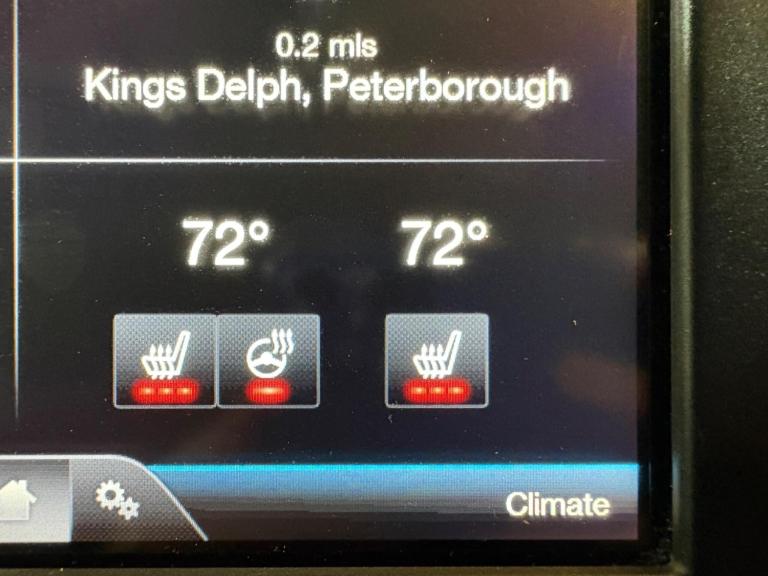 0.2 mls
Kings Delph, Peterborough
72° 72°
Climate